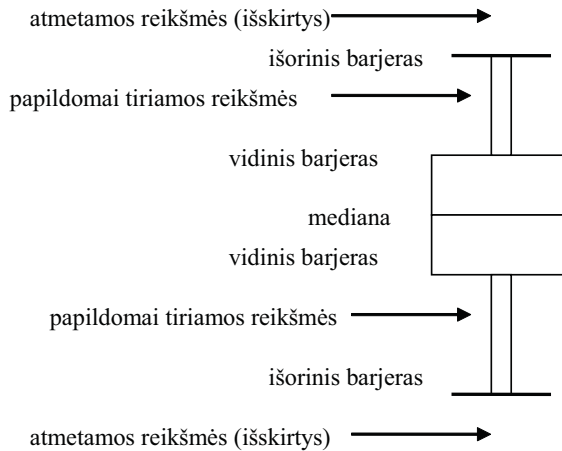 atmetamos reikšmės (išskirtys)
išorinis barjeras
papildomai tiriamos reikšmės
vidinis barjeras
mediana
vidinis barjeras
papildomai tiriamos reikšmės
išorinis barjeras
atmetamos reikšmės (išskirtys)